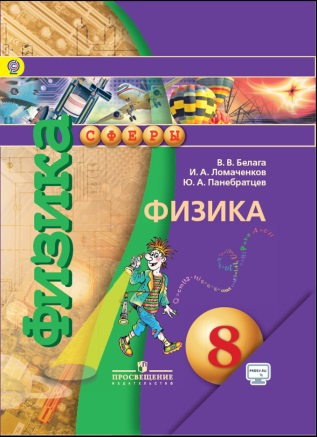 физика
СФЕРЫ
В. В. Белага
И. А. Ломаченков
Ю. А. Панебратцев
ФИЗИКА
8
ПРОСВЕЩЕНИЕ
ИЗДАТЕЛЬСТВО